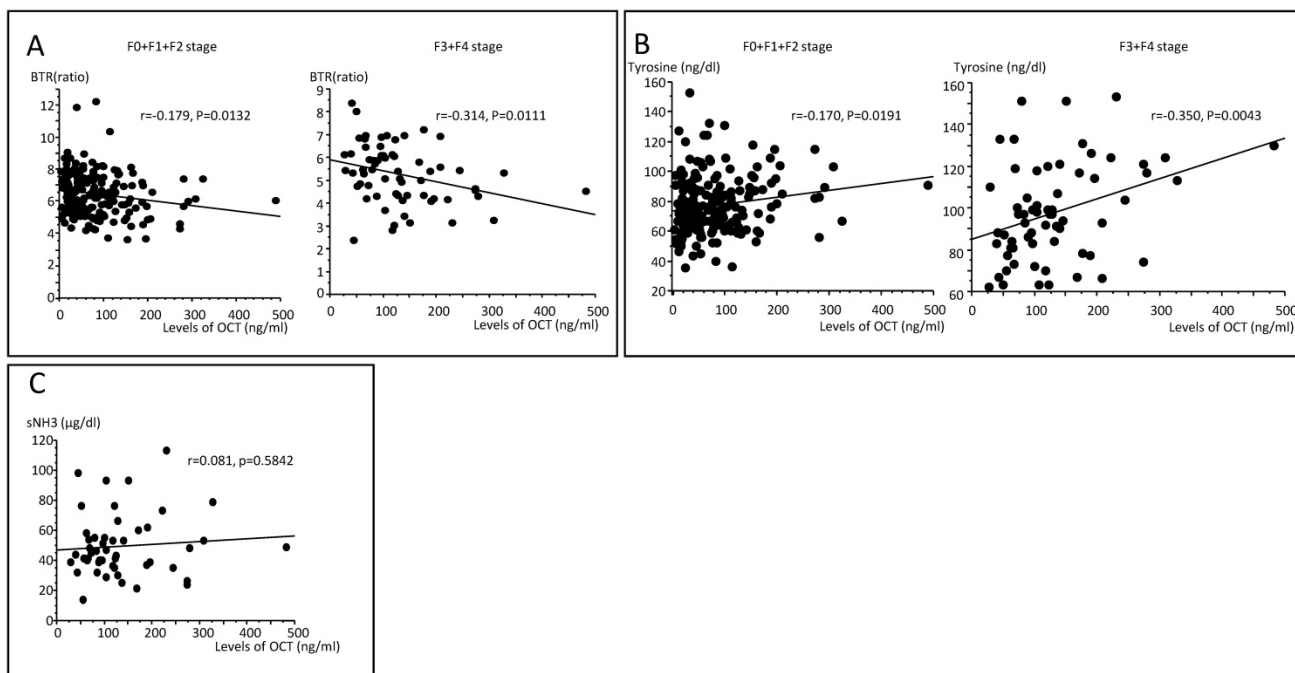 A
F0+F1+F2 stage
BTR(ratio)
r=-0.179, P=0.0132
14
12
10
8
6
4
2
0
0 100 200 300 400 500
Levels of OCT (ng/ml)
F3+F4 stage
BTR(ratio)
r=-0.314, P=0.0111
9
8
7
6
5
4
3
2
1
0
0 100 200 300 400 500
Levels of OCT (ng/ml)
B
F0+F1+F2 stage
Tyrosine (ng/dl)
r=-0.170, P=0.0191
160
140
120
100
80
60
40
20
0 100 200 300 400 500
Levels of OCT (ng/ml)
F3+F4 stage
Tyrosine (ng/dl)
r=-0.350, P=0.0043
160
140
120
100
80
60
0 100 200 300 400 500
Levels of OCT (ng/ml)
C
sNH3 (µg/dl)
r=0.081, p=0.5842
120
100
80
60
40
20
0
0 100 200 300 400 500
Levels of OCT (ng/ml)